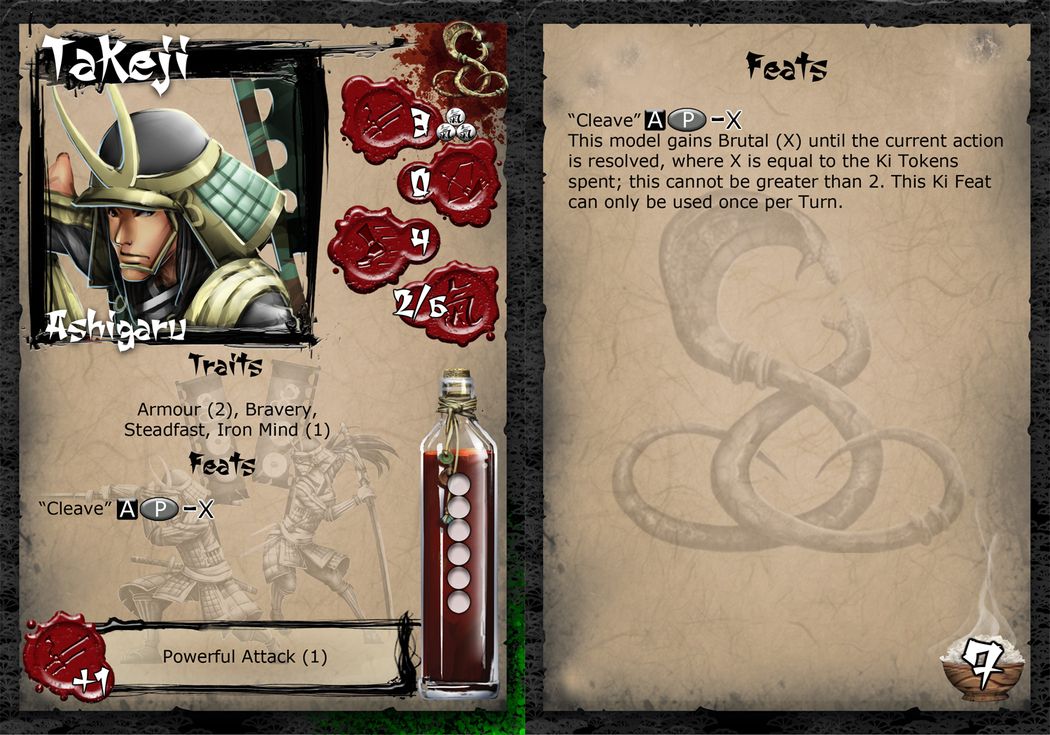 Takeji
3
0
4
2/6
Ashigaru
Traits
Armour (2), Bravery,
Steadfast, Iron Mind (1)
Feats
“Cleave” A P -X
+1
Powerful Attack (1)
Feats
“Cleave” A P -X
This model gains Brutal (X) until the current action
is resolved, where X is equal to the Ki Tokens
spent; this cannot be greater than 2. This Ki Feat
can only be used once per Turn.
7